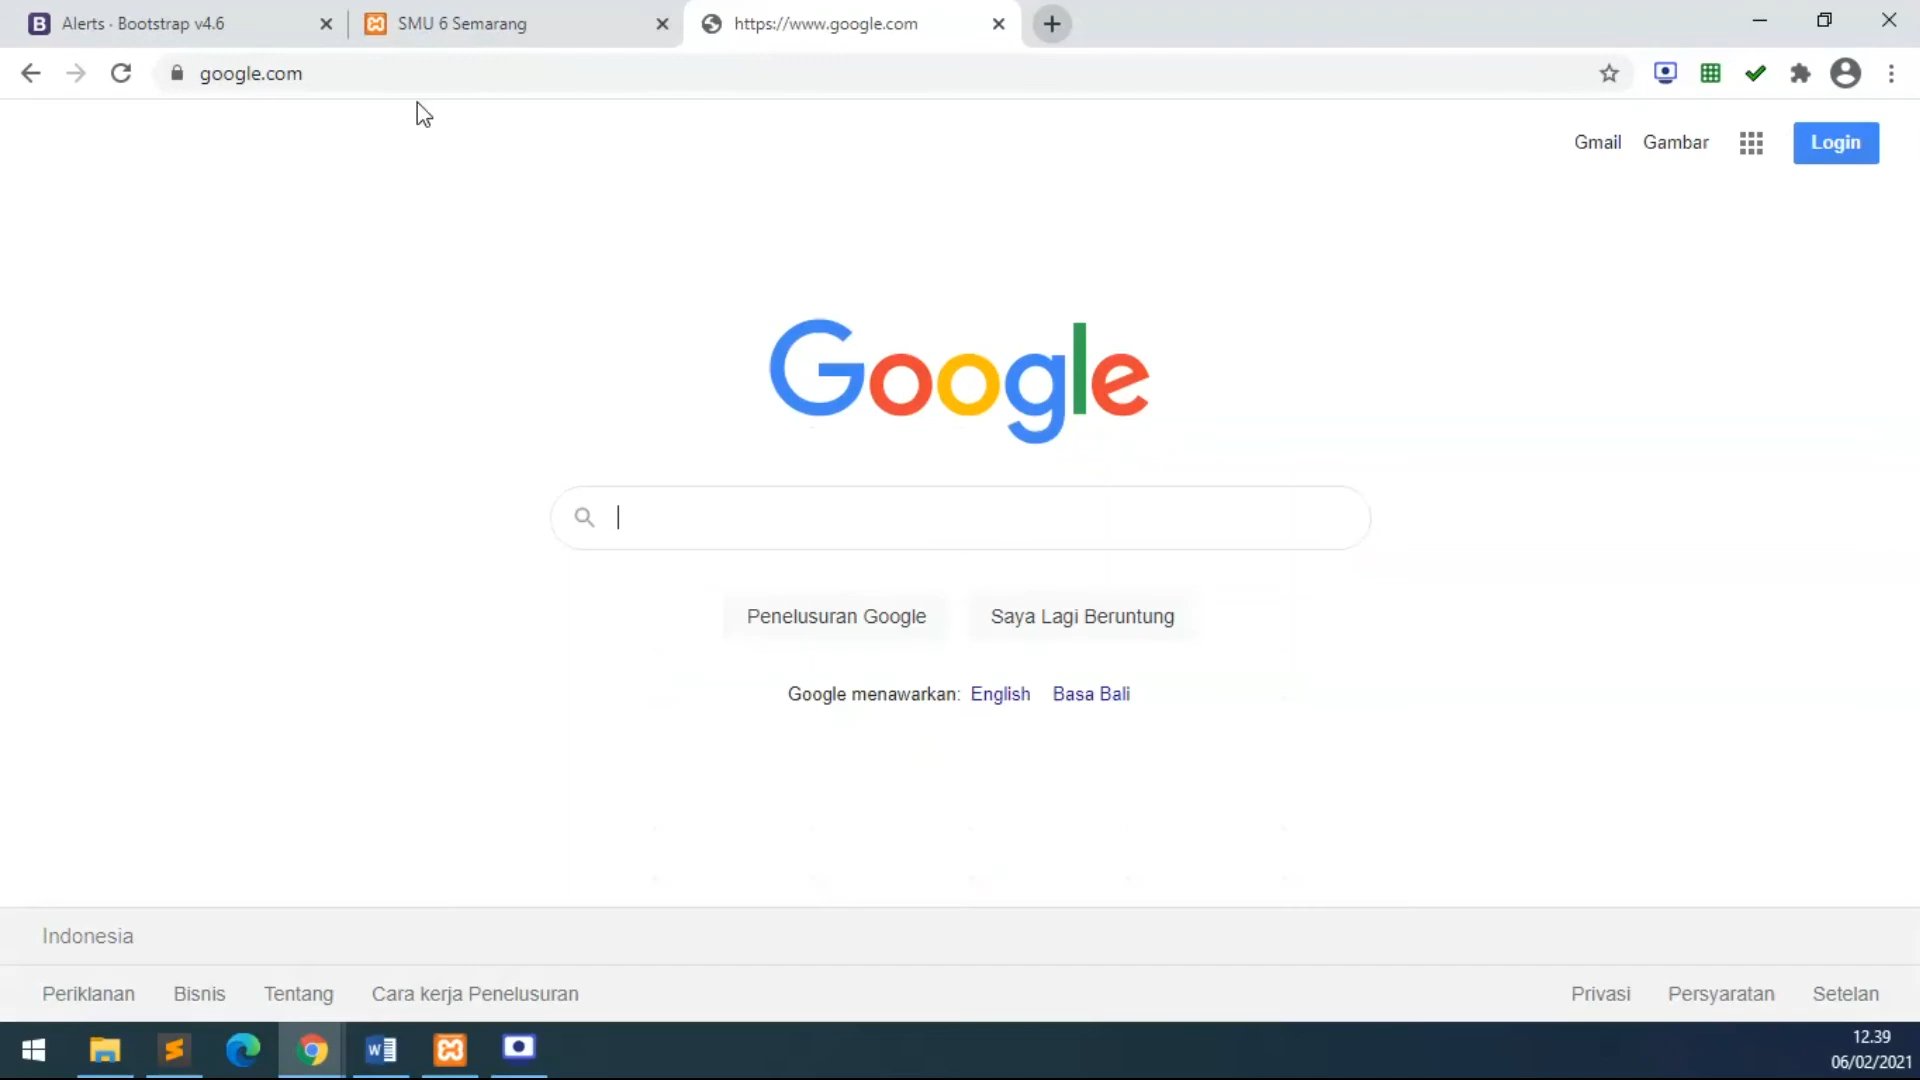 Alerts · Bootstrap v4.6
SMU 6 Semarang
https://www.google.com
google.com
Gmail Gambar Login
Google
Penelusuran Google Saya Lagi Beruntung
Google menawarkan: English Basa Bali
Indonesia
Periklanan Bisnis Tentang Cara kerja Penelusuran Privasi Persyaratan Setelan
12.39
06/02/2021